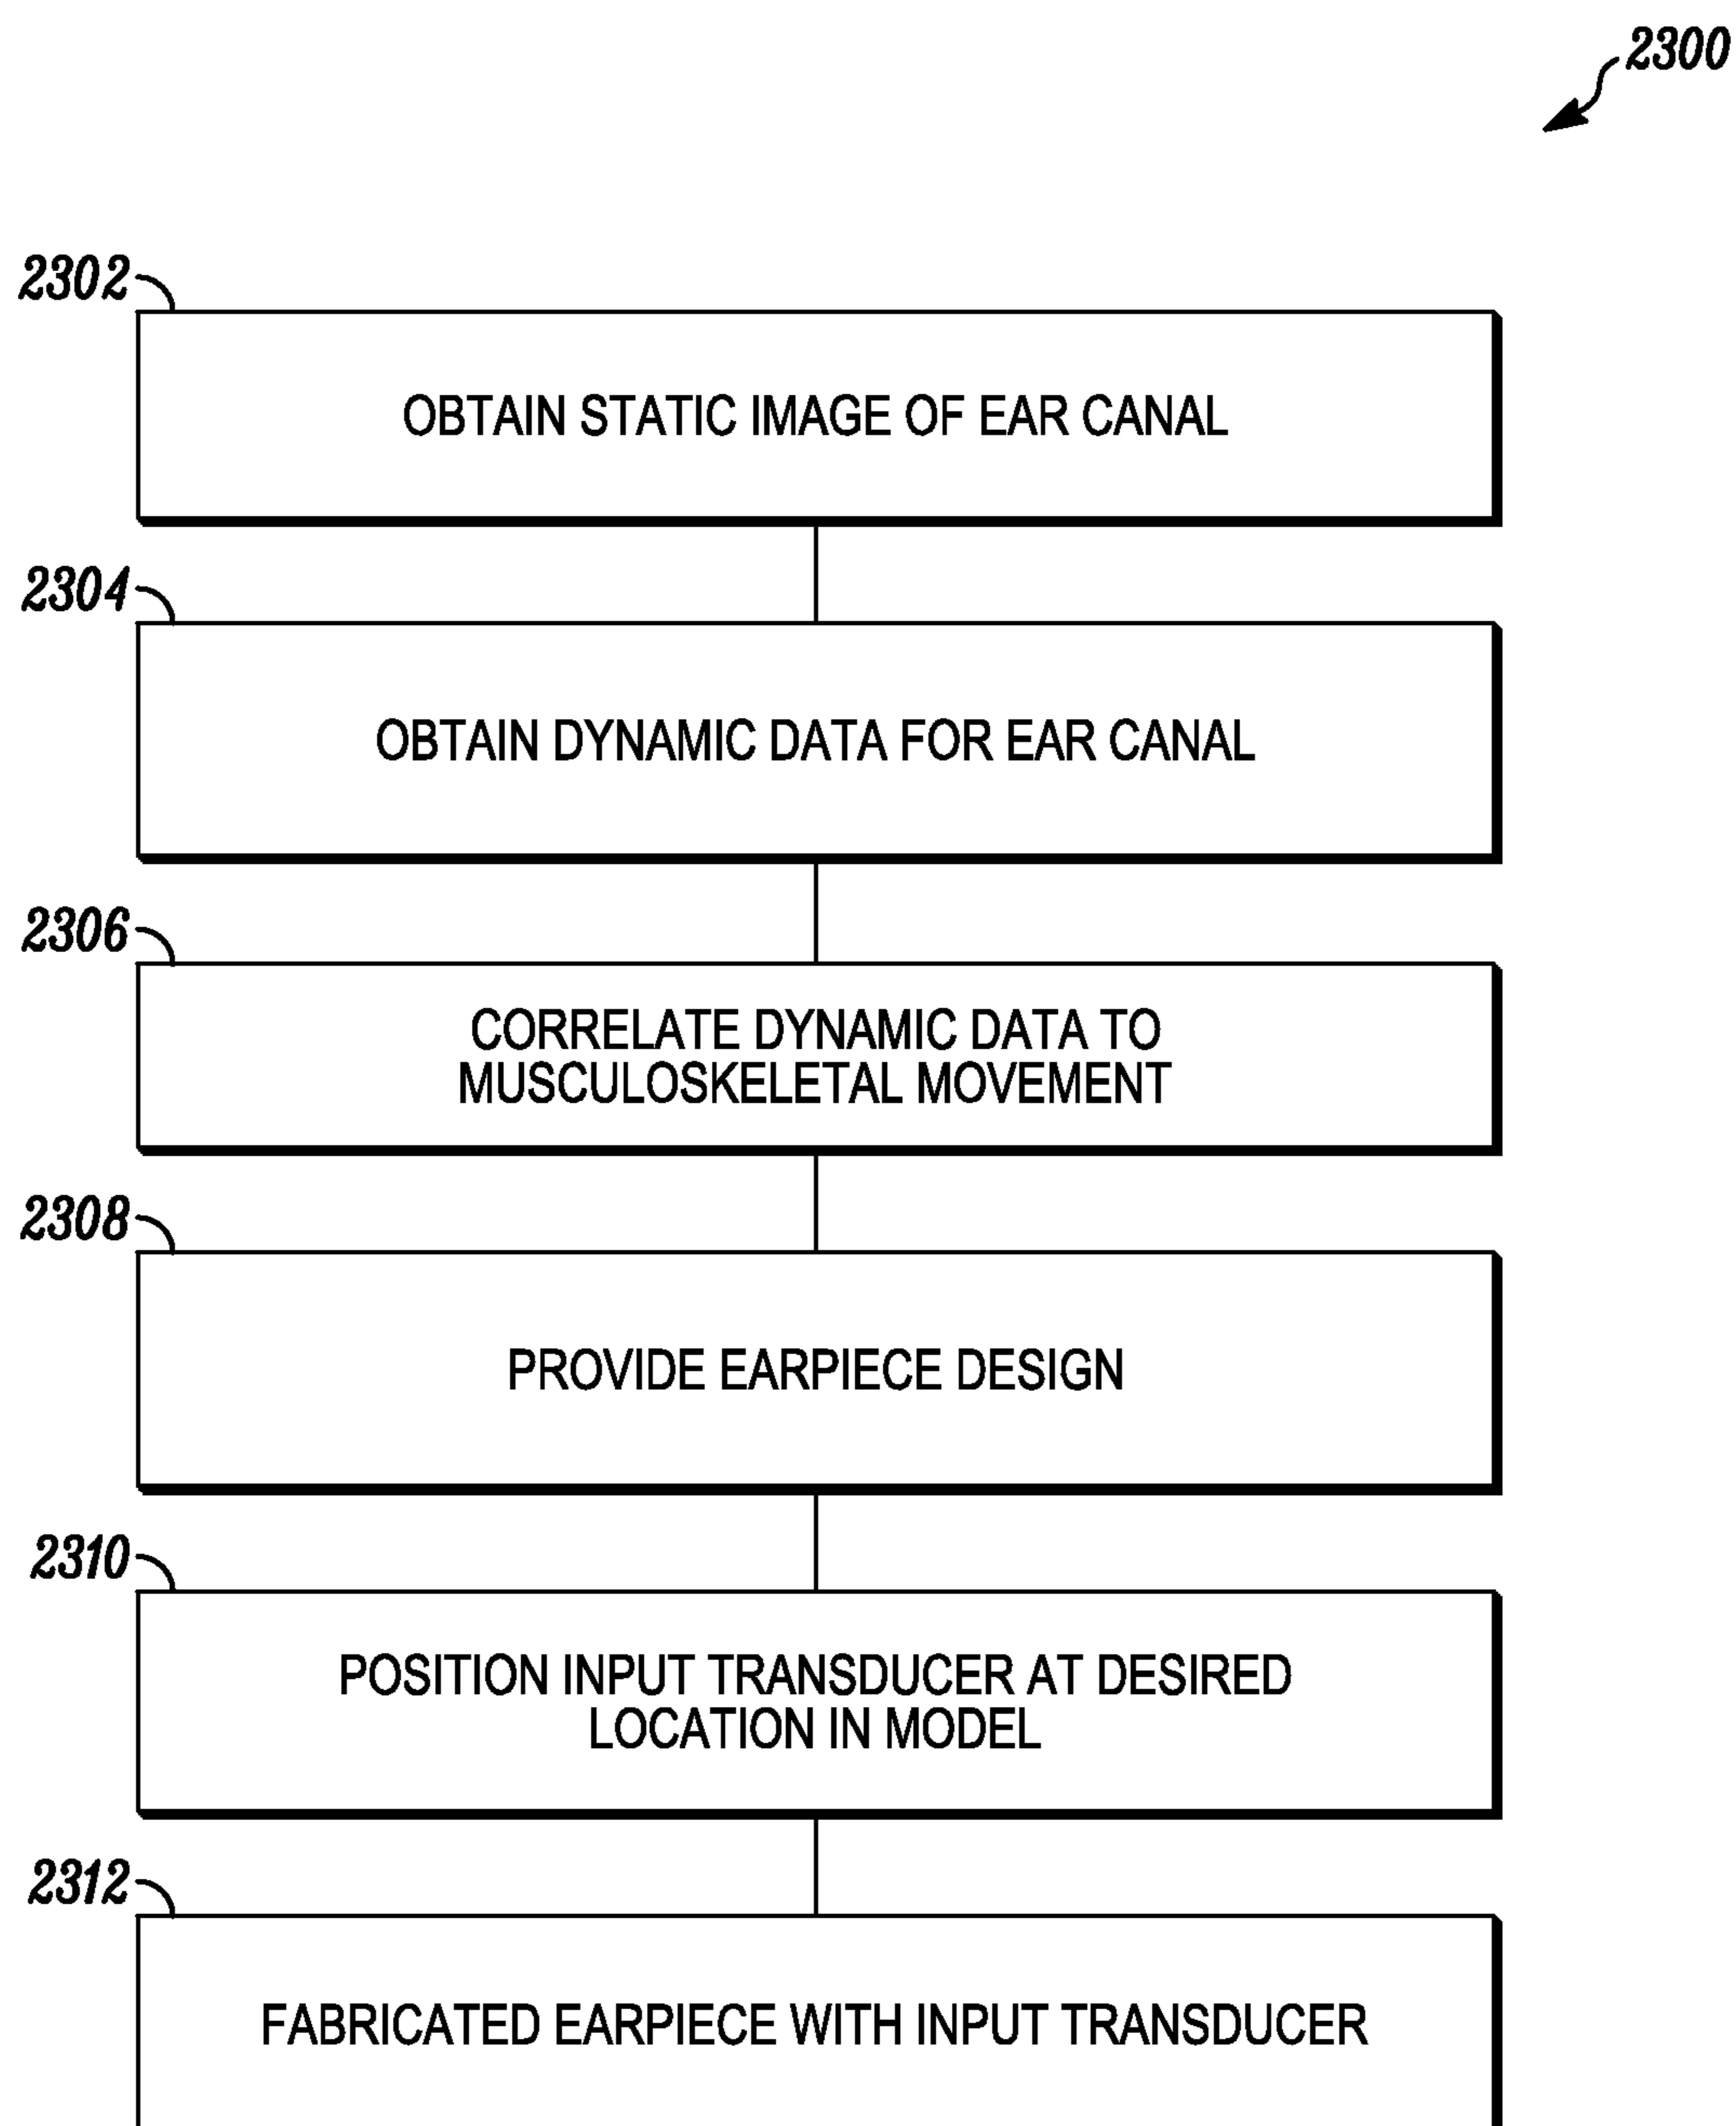 2300
2302
OBTAIN STATIC IMAGE OF EAR CANAL
2304
OBTAIN DYNAMIC DATA FOR EAR CANAL
2306
CORRELATE DYNAMIC DATA TO
MUSCULOSKELETAL MOVEMENT
2308
PROVIDE EARPIECE DESIGN
2310
POSITION INPUT TRANSDUCER AT DESIRED
LOCATION IN MODEL
2312
FABRICATED EARPIECE WITH INPUT TRANSDUCER